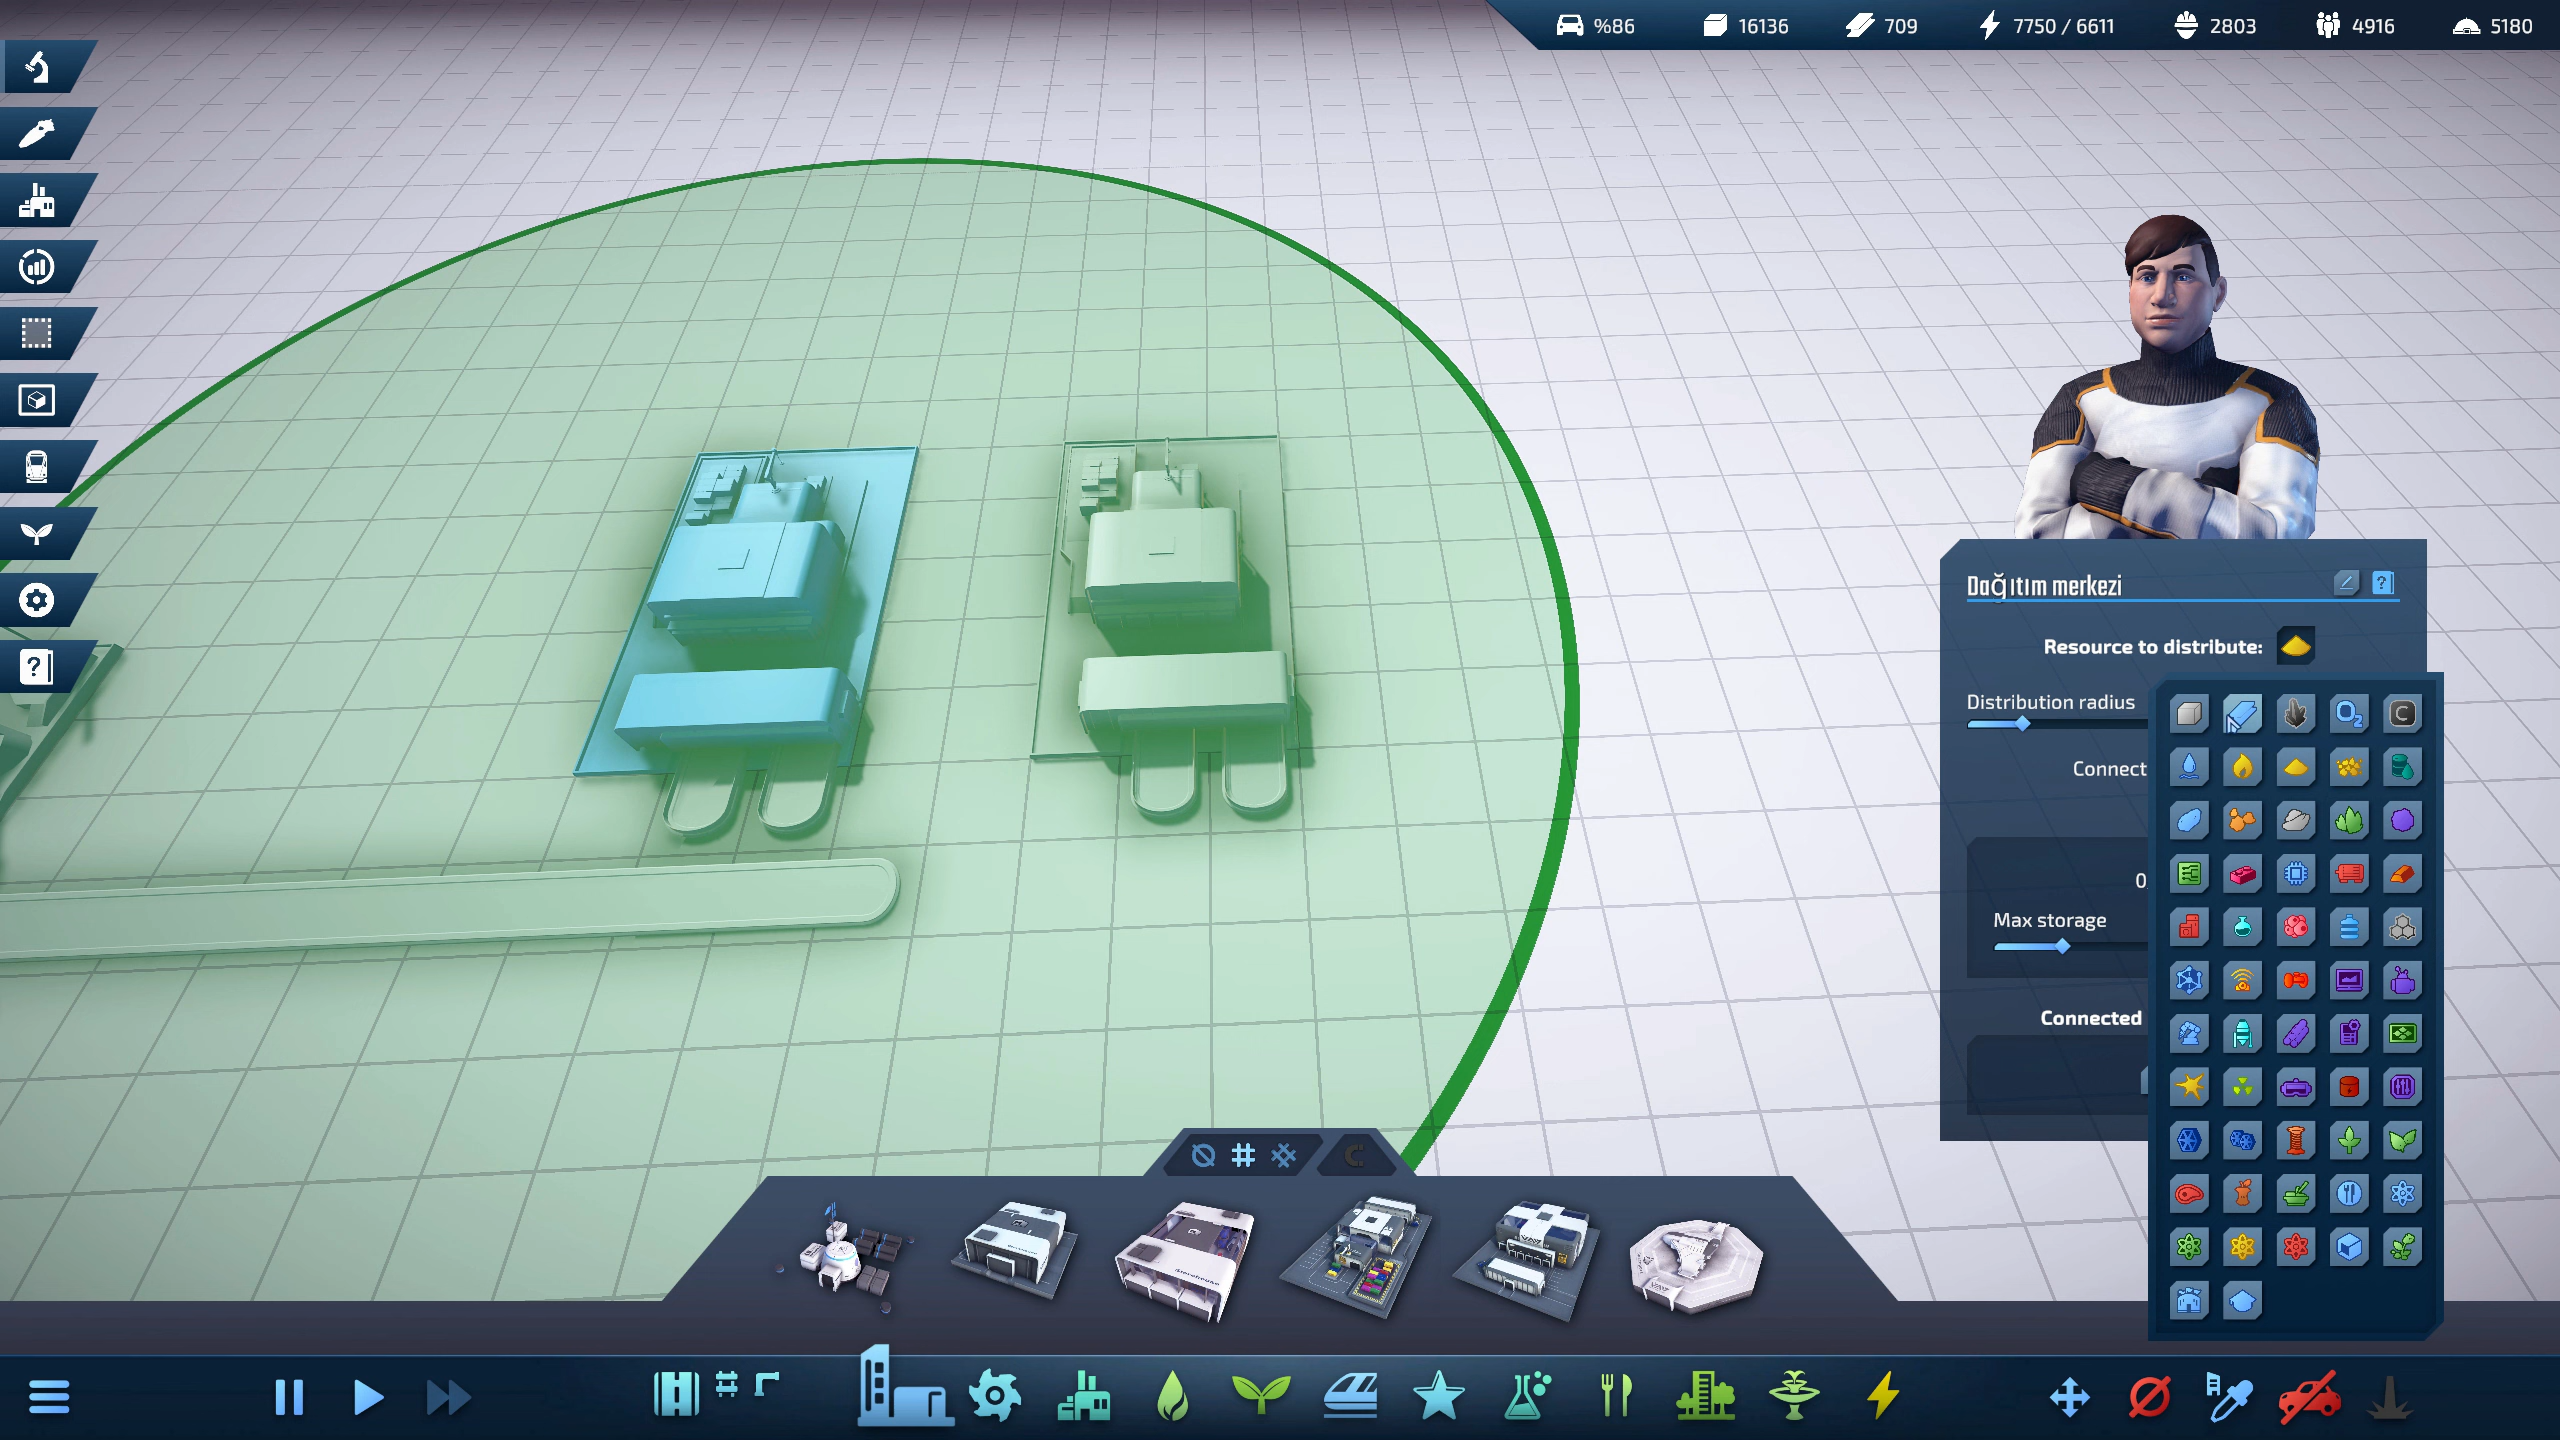 %86
16136
709
7750 / 6611
2803
4916
5180
Dağıtım merkezi
Resource to distribute:
Distribution radius
Connect
0
Max storage
Connected